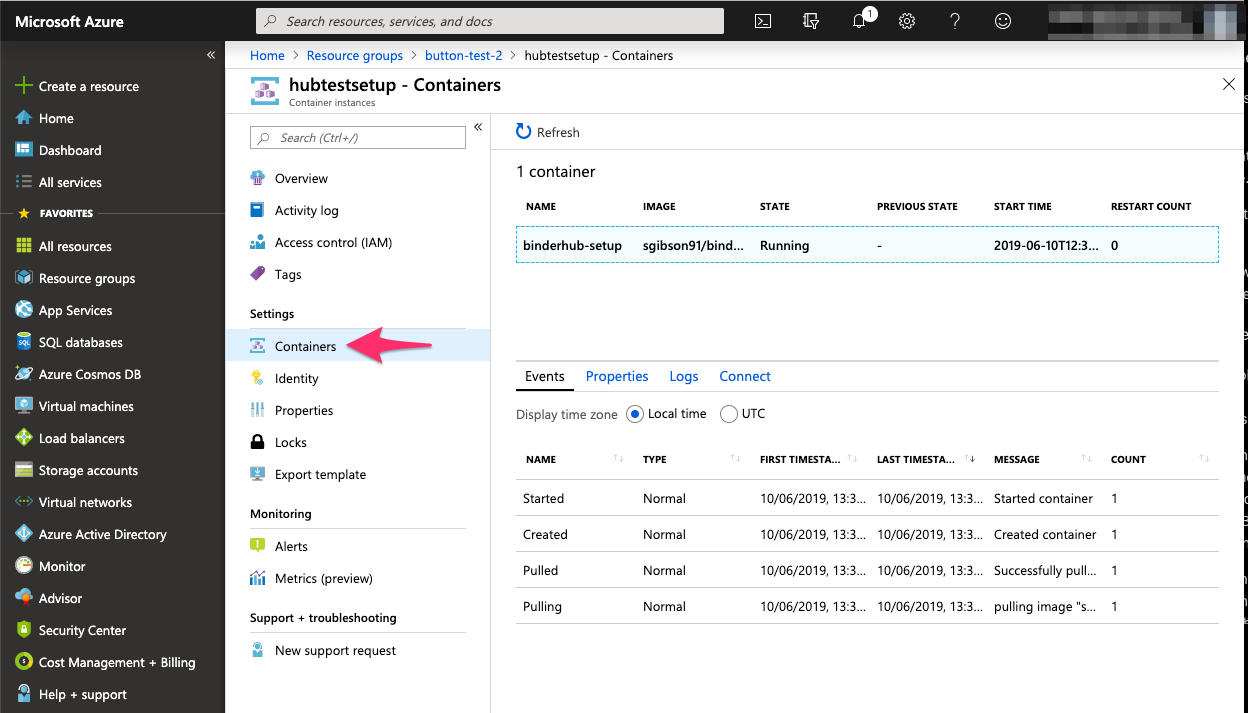 Microsoft Azure
Search resources, services, and docs
1
Home > Resource groups > button-test-2 > hubtestsetup - Containers
hubtestsetup - Containers
Container instances
Create a resource
Home
Dashboard
All services
FAVORITES
All resources
Resource groups
App Services
SQL databases
Azure Cosmos DB
Virtual machines
Load balancers
Storage accounts
Virtual networks
Azure Active Directory
Monitor
Advisor
Security Center
Cost Management + Billing
Help + support
Search (Ctrl+/)
Overview
Activity log
Access control (IAM)
Tags
Settings
Containers
Identity
Properties
Locks
Export template
Monitoring
Alerts
Metrics (preview)
Support + troubleshooting
New support request
Refresh
1 container
NAME IMAGE STATE PREVIOUS STATE START TIME RESTART COUNT
binderhub-setup sgibson91/bind... Running - 2019-06-10T12:3... 0
Events Properties Logs Connect
Display time zone Local time UTC
NAME TYPE FIRST TIMESTA... LAST TIMESTA... MESSAGE COUNT
Started Normal 10/06/2019, 13:3... 10/06/2019, 13:3... Started container 1
Created Normal 10/06/2019, 13:3... 10/06/2019, 13:3... Created container 1
Pulled Normal 10/06/2019, 13:3... 10/06/2019, 13:3... Successfully pull... 1
Pulling Normal 10/06/2019, 13:3... 10/06/2019, 13:3... pulling image "s... 1